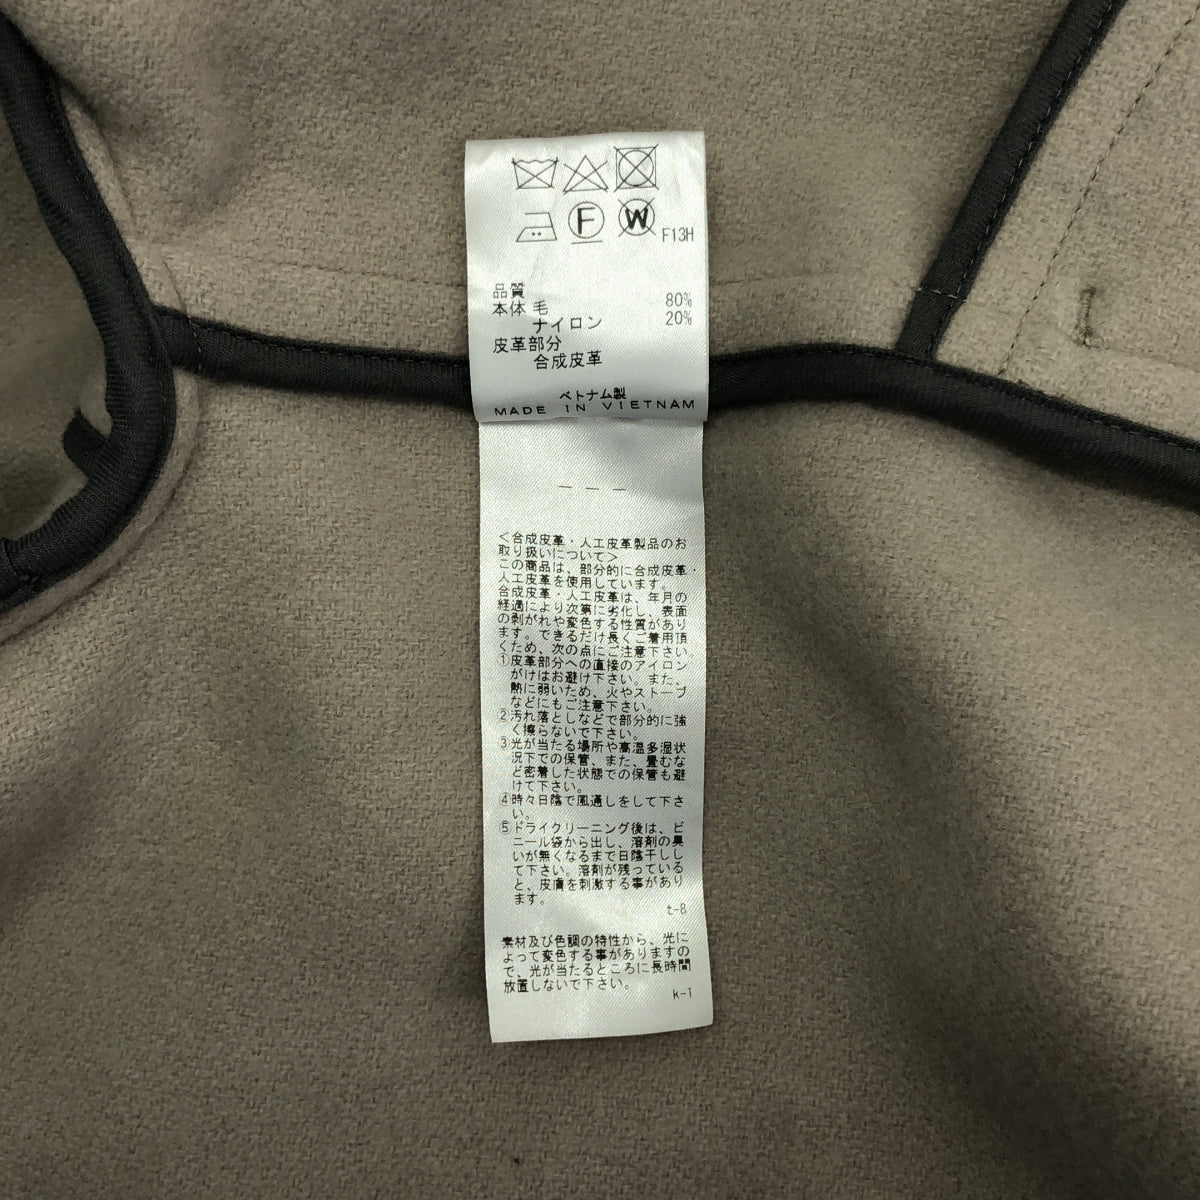 F
W
F13H
品質
本体 毛 80%
ナイロン 20%
皮革部分
合成皮革
ベトナム製
MADE IN VIETNAM
— — —
<合成皮革・人工皮革製品のお
取り扱いについて>
この商品は、部分的に合成皮革・
人工皮革を使用しています。
合成皮革・人工皮革は、年月の
経過により次第に劣化し、表面
の剥がれや変色する性質があり
ます。できるだけ長くご着用頂
くため、次の点にご注意下さい。
①皮革部分への直接のアイロン
がけはお避け下さい。また、
熱に弱いため、火やストーブ
などにもご注意下さい。
②汚れ落としなどで部分的に強
く擦らないで下さい。
③光が当たる場所や高温多湿状
況下での保管、また、畳むな
ど密着した状態での保管も避
けて下さい。
④時々日陰で風通しをして下さ
い。
⑤ドライクリーニング後は、ビ
ニール袋から出し、溶剤の臭
いが無くなるまで日陰干しし
て下さい。溶剤が残っている
と、皮膚を刺激する事があり
ます。
t-8
素材及び色調の特性から、光に
よって変色する事がありますの
で、光が当たるところに長時間
放置しないで下さい。
k-1